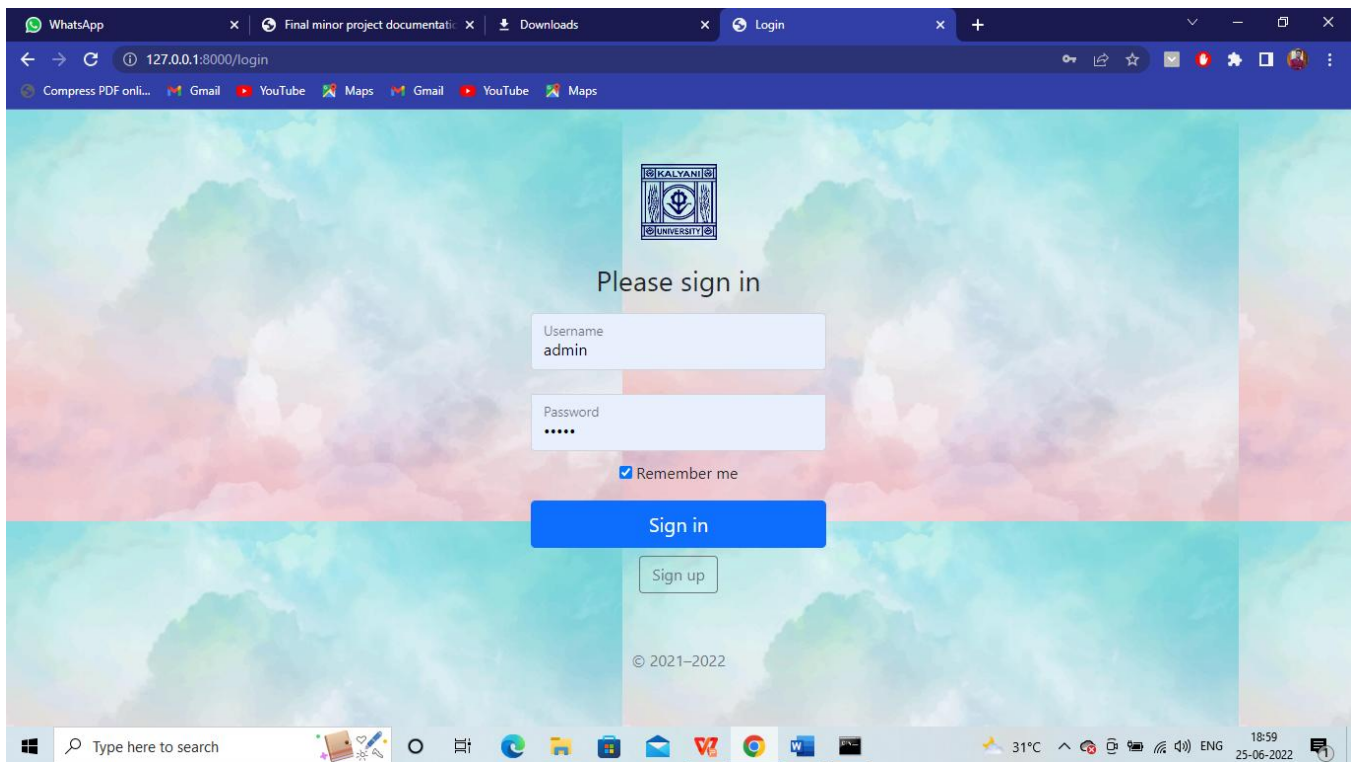 WhatsApp
Final minor project documentatic
Downloads
Login
127.0.0.1:8000/login
Compress PDF onli...
Gmail
YouTube
Maps
Gmail
YouTube
Maps
KALYANI
UNIVERSITY
Please sign in
Username
admin
Password
•••••
Remember me
Sign in
Sign up
© 2021–2022
Type here to search
31°C
ENG
18:59
25-06-2022
1